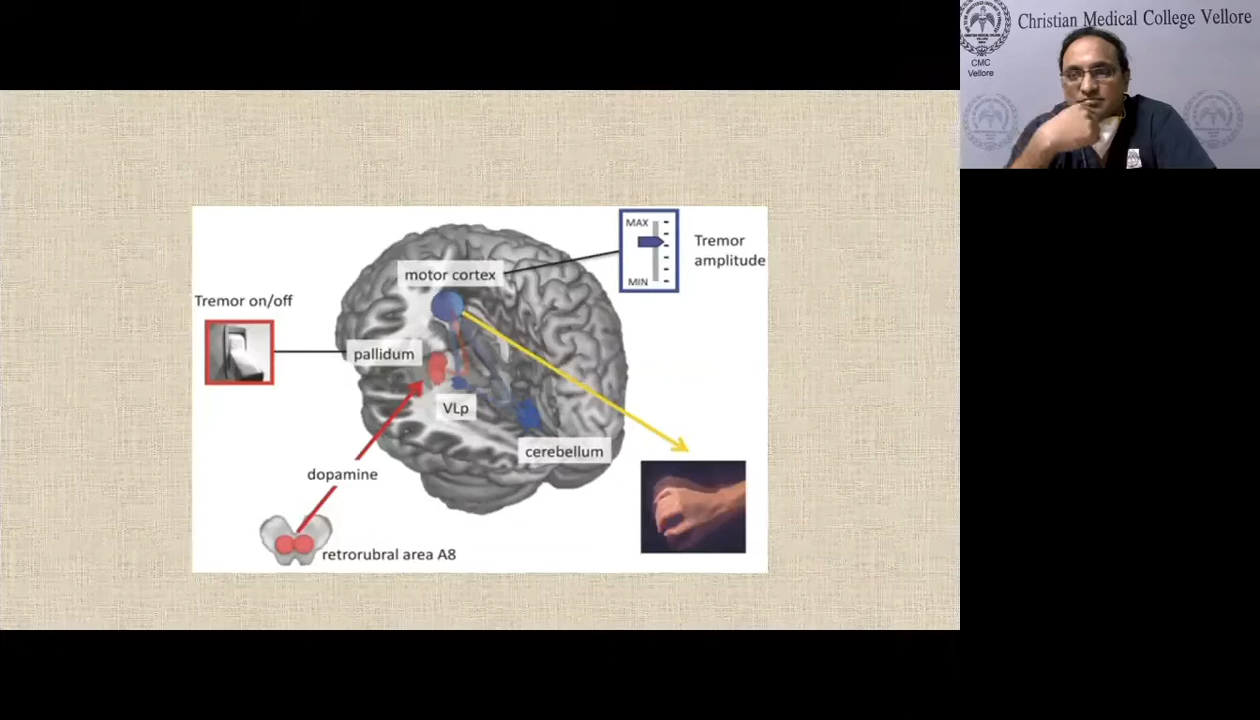 Christian Medical College Vellore
CMC
Vellore
MAX
MIN
Tremor
amplitude
motor cortex
Tremor on/off
pallidum
VLp
cerebellum
dopamine
retrorubral area A8